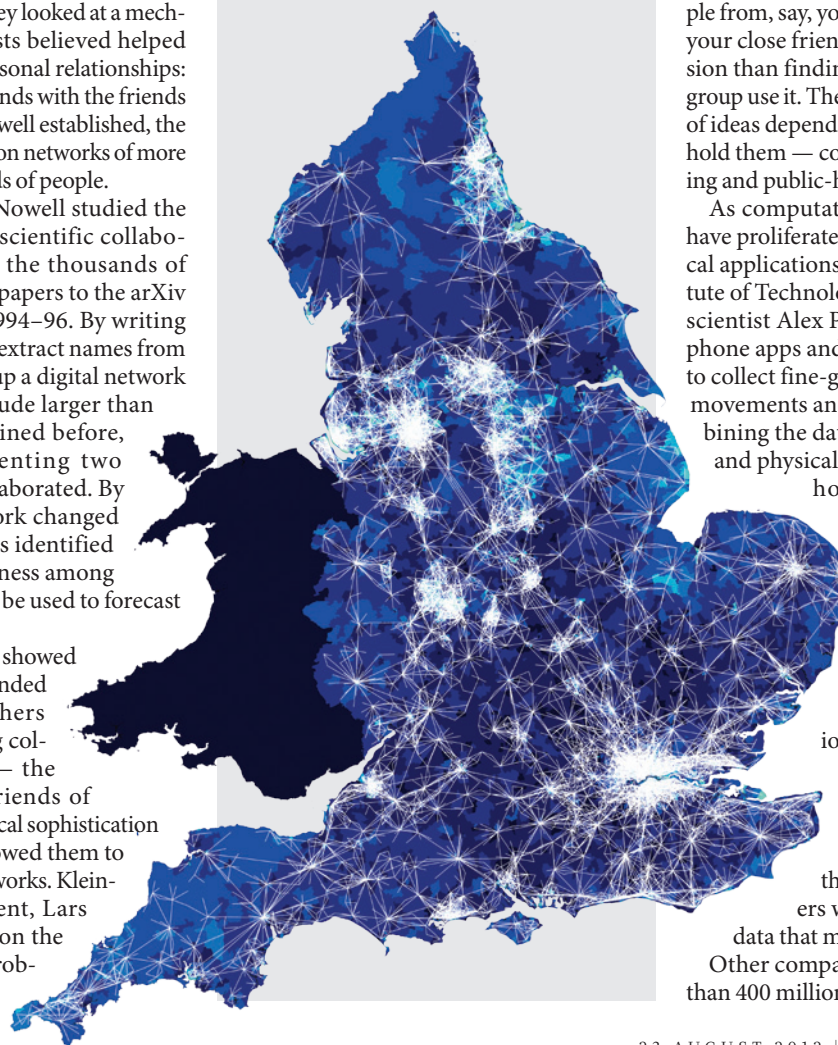 ey looked at a mech-
sts believed helped
sonal relationships:
nds with the friends
well established, the
on networks of more
ls of people.
Nowell studied the
scientific collabo-
the thousands of
papers to the arXiv
994–96. By writing
extract names from
up a digital network
ude larger than
ined before,
enting two
aborated. By
ork changed
s identified
ness among
be used to forecast
showed
nded
hers
g col-
— the
riends of
cal sophistication
owed them to
works. Klein-
ent, Lars
on the
rob-
ple from, say, yo
your close frien
sion than findin
group use it. The
of ideas depend
hold them — co
ing and public-h
As computat
have proliferate
cal applications
tute of Technolo
scientist Alex P
phone apps and
to collect fine-g
movements an
bining the da
and physical
ho
io
th
ers w
data that m
Other compa
than 400 million